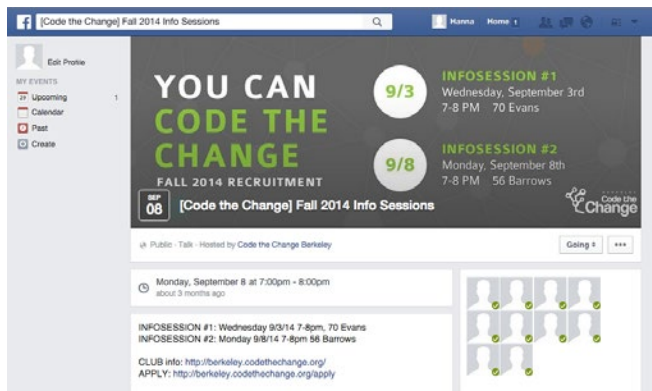 [Code the Change] Fall 2014 Info Sessions
Hanna Home 1
Edit Profile
MY EVENTS
Upcoming 1
Calendar
Past
Create
YOU CAN
CODE THE
CHANGE
FALL 2014 RECRUITMENT
9/3
INFOSESSION #1
Wednesday, September 3rd
7-8 PM 70 Evans
9/8
INFOSESSION #2
Monday, September 8th
7-8 PM 56 Barrows
SEP
08
[Code the Change] Fall 2014 Info Sessions
Code the
Change
Public · Talk · Hosted by Code the Change Berkeley
Going
Monday, September 8 at 7:00pm - 8:00pm
about 3 months ago
INFOSESSION #1: Wednesday 9/3/14 7-8pm, 70 Evans
INFOSESSION #2: Monday 9/8/14 7-8pm 56 Barrows
CLUB info: http://berkeley.codethechange.org/
APPLY: http://berkeley.codethechange.org/apply